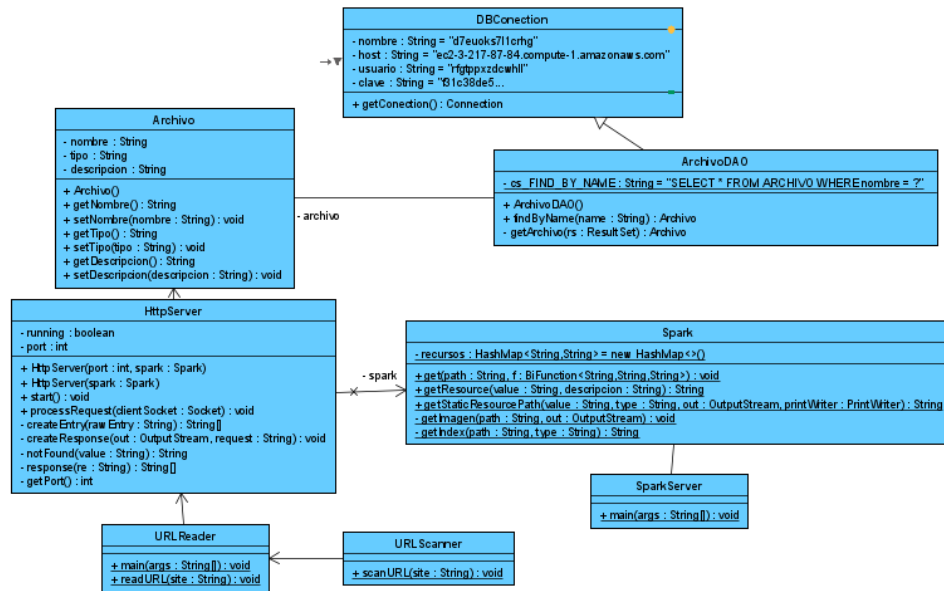 DBConection
- nombre : String = "d7euoks7l1crhg"
- host : String = "ec2-3-217-87-84.compute-1.amazonaws.com"
- usuario : String = "rfgtppxzdcwhll"
- clave : String = "f31c38de5...
+ getConection() : Connection
Archivo
- nombre : String
- tipo : String
- descripcion : String
+ Archivo()
+ getNombre() : String
+ setNombre(nombre : String) : void
+ getTipo() : String
+ setTipo(tipo : String) : void
+ getDescripcion() : String
+ setDescripcion(descripcion : String) : void
- archivo
ArchivoDAO
- cs_FIND_BY_NAME : String = "SELECT * FROM ARCHIVO WHERE nombre = ?"
+ ArchivoDAO()
+ findByName(name : String) : Archivo
- getArchivo(rs : ResultSet) : Archivo
HttpServer
- running : boolean
- port : int
+ HttpServer(port : int, spark : Spark)
+ HttpServer(spark : Spark)
+ start() : void
+ processRequest(clientSocket : Socket) : void
- createEntry(rawEntry : String) : String[]
- createResponse(out : OutputStream, request : String) : void
- notFound(value : String) : String
- response(re : String) : String[]
- getPort() : int
- spark
Spark
- recursos : HashMap<String,String> = new HashMap<>()
+ get(path : String, f : BiFunction<String,String,String>) : void
+ getResource(value : String, descripcion : String) : String
+ getStaticResourcePath(value : String, type : String, out : OutputStream, printWriter : PrintWriter) : String
- getImagen(path : String, out : OutputStream) : void
- getIndex(path : String, type : String) : String
SparkServer
+ main(args : String[]) : void
URLReader
+ main(args : String[]) : void
+ readURL(site : String) : void
URLScanner
+ scanURL(site : String) : void